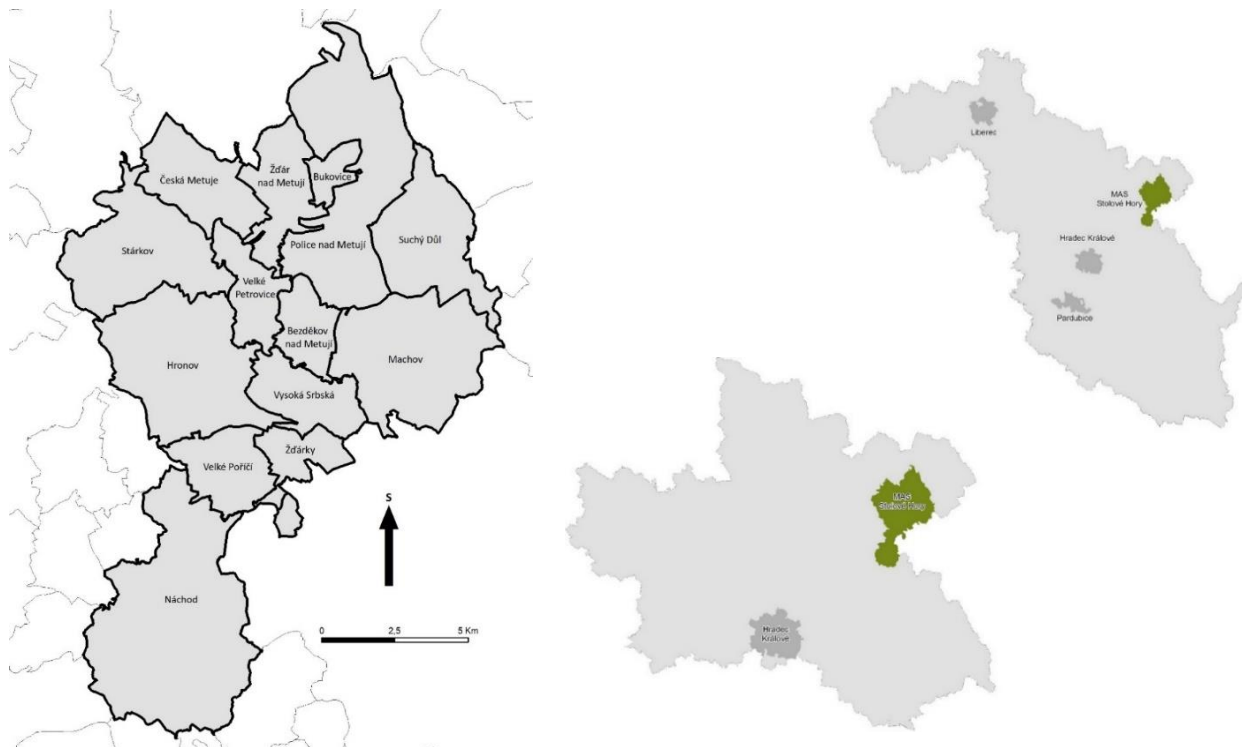 Česká Metuje
Žďár
nad Metují
Bukovice
Stárkov
Police nad Metují
Suchý Důl
Velké
Petrovice
Bezděkov
nad Metují
Hronov
Machov
Vysoká Srbská
Velké Poříčí
Žďárky
Náchod
S
0 2,5 5 Km
Liberec
MAS
Stolové Hory
Hradec Králové
Pardubice
MAS
Stolové Hory
Hradec
Králové